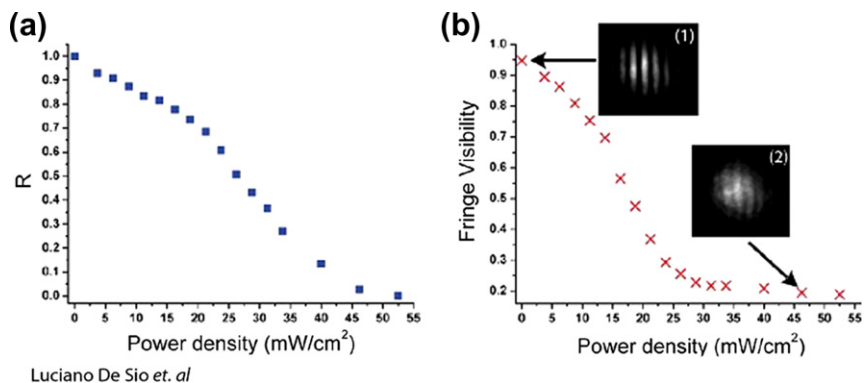 (a)
1.0
0.9
0.8
0.7
0.6
0.5
0.4
0.3
0.2
0.1
0.0
R
0 5 10 15 20 25 30 35 40 45 50 55
Power density (mW/cm²)
Luciano De Sio et. al
(b)
1.0
0.9
0.8
0.7
0.6
0.5
0.4
0.3
0.2
Fringe Visibility
(1)
(2)
0 5 10 15 20 25 30 35 40 45 50 55
Power density (mW/cm²)